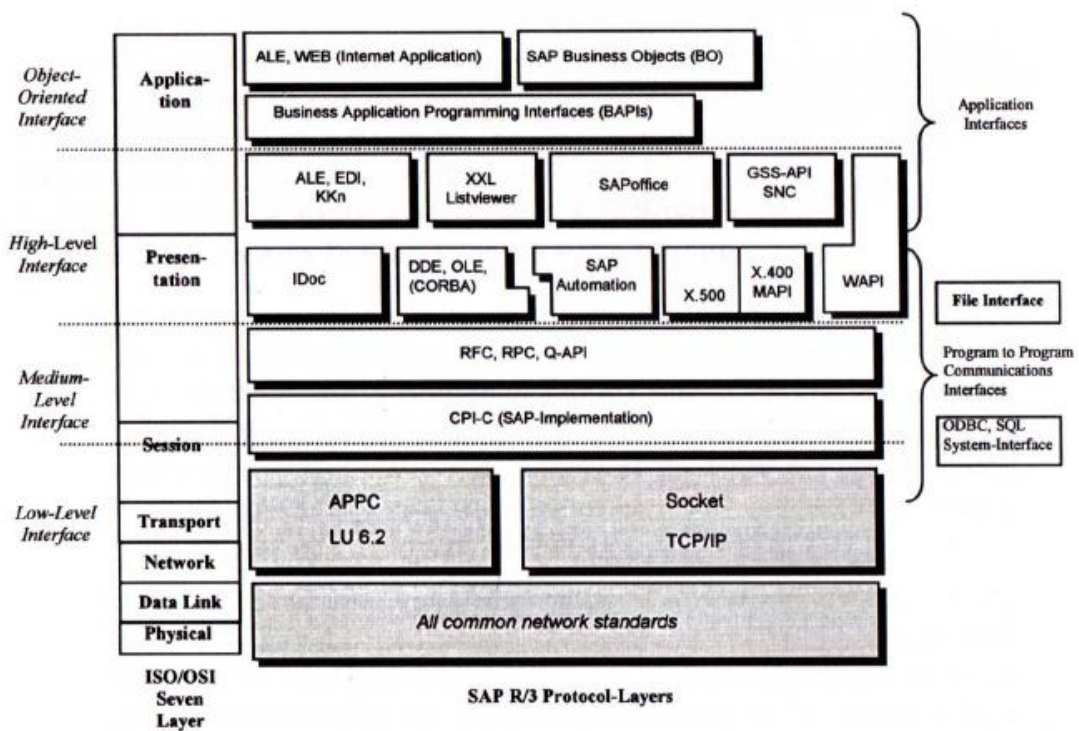 Object-
Oriented
Interface
High-Level
Interface
Medium-
Level
Interface
Low-Level
Interface
Applica-
tion
Presen-
tation
Session
Transport
Network
Data Link
Physical
ISO/OSI
Seven
Layer
ALE, WEB (Internet Application)
SAP Business Objects (BO)
Business Application Programming Interfaces (BAPIs)
ALE, EDI,
KKn
XXL
Listviewer
SAPoffice
GSS-API
SNC
IDoc
DDE, OLE,
(CORBA)
SAP
Automation
X.500
X.400
MAPI
WAPI
RFC, RPC, Q-API
CPI-C (SAP-Implementation)
APPC
LU 6.2
Socket
TCP/IP
All common network standards
SAP R/3 Protocol-Layers
Application
Interfaces
File Interface
Program to Program
Communications
Interfaces
ODBC, SQL
System-Interface